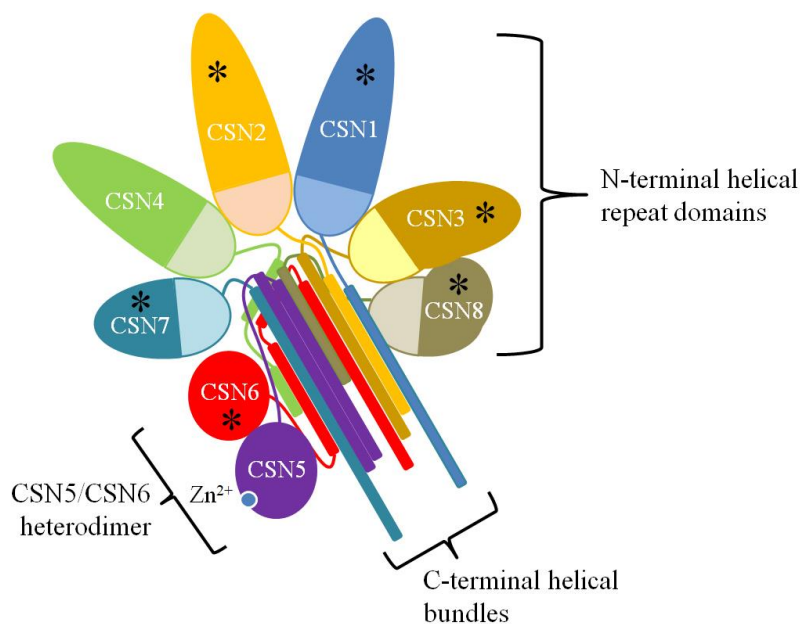 CSN2
CSN1
CSN4
CSN3
N-terminal helical
repeat domains
CSN7
CSN8
CSN6
CSN5
Zn²⁺
CSN5/CSN6
heterodimer
C-terminal helical
bundles
*
*
*
*
*
*